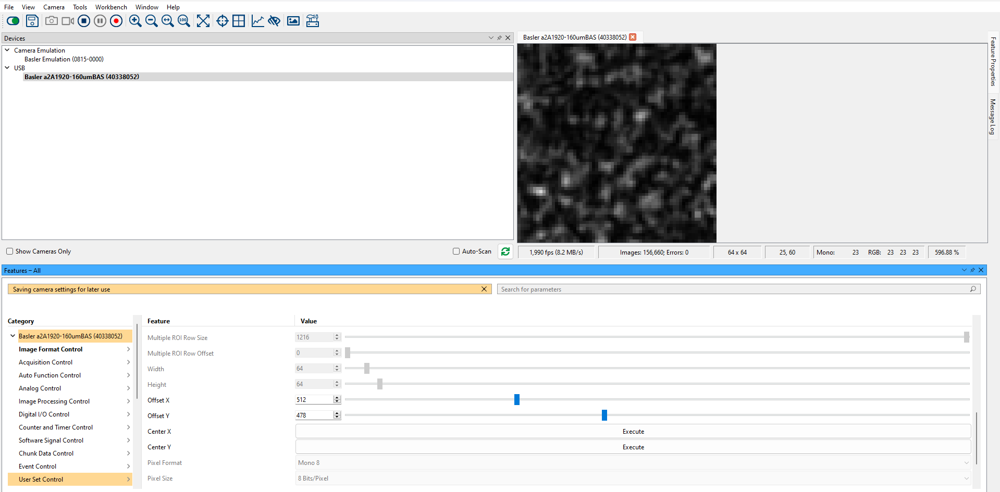 File View Camera Tools Workbench Window Help
Devices
Camera Emulation
Basler Emulation (0815-0000)
USB
Basler a2A1920-160umBAS (40338052)
Show Cameras Only
Auto-Scan
Basler a2A1920-160umBAS (40338052)
1,990 fps (8.2 MB/s)
Images: 156,660; Errors: 0
64 x 64
25, 60
Mono: 23 RGB: 23 23 23
596.88 %
Feature Properties
Message Log
Features – All
Saving camera settings for later use
Search for parameters
Category
Basler a2A1920-160umBAS (40338052)
Image Format Control
Acquisition Control
Auto Function Control
Analog Control
Image Processing Control
Digital I/O Control
Counter and Timer Control
Software Signal Control
Chunk Data Control
Event Control
User Set Control
Feature Value
Multiple ROI Row Size 1216
Multiple ROI Row Offset 0
Width 64
Height 64
Offset X 512
Offset Y 478
Center X Execute
Center Y Execute
Pixel Format Mono 8
Pixel Size 8 Bits/Pixel